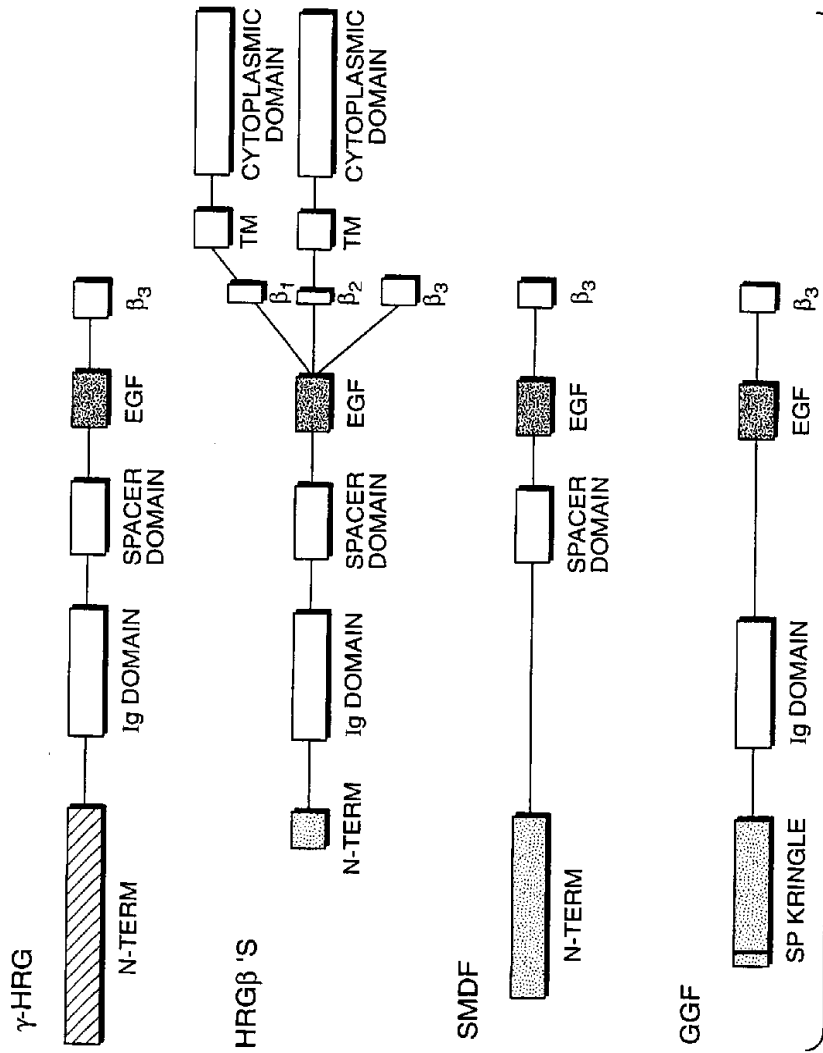 γ-HRG
N-TERM
Ig DOMAIN
SPACER
DOMAIN
EGF
β3
HRGβ 'S
N-TERM
Ig DOMAIN
SPACER
DOMAIN
EGF
β1
β2
β3
TM
CYTOPLASMIC
DOMAIN
TM
CYTOPLASMIC
DOMAIN
SMDF
N-TERM
SPACER
DOMAIN
EGF
β3
GGF
SP KRINGLE
Ig DOMAIN
EGF
β3